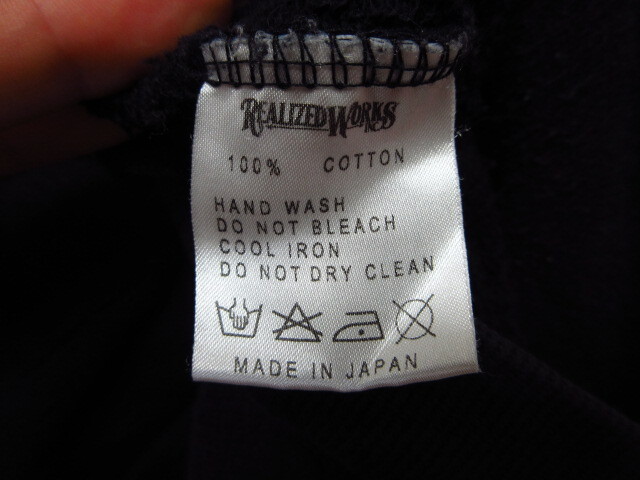 REALIZED WORKS INC
100% COTTON
HAND WASH
DO NOT BLEACH
COOL IRON
DO NOT DRY CLEAN
MADE IN JAPAN